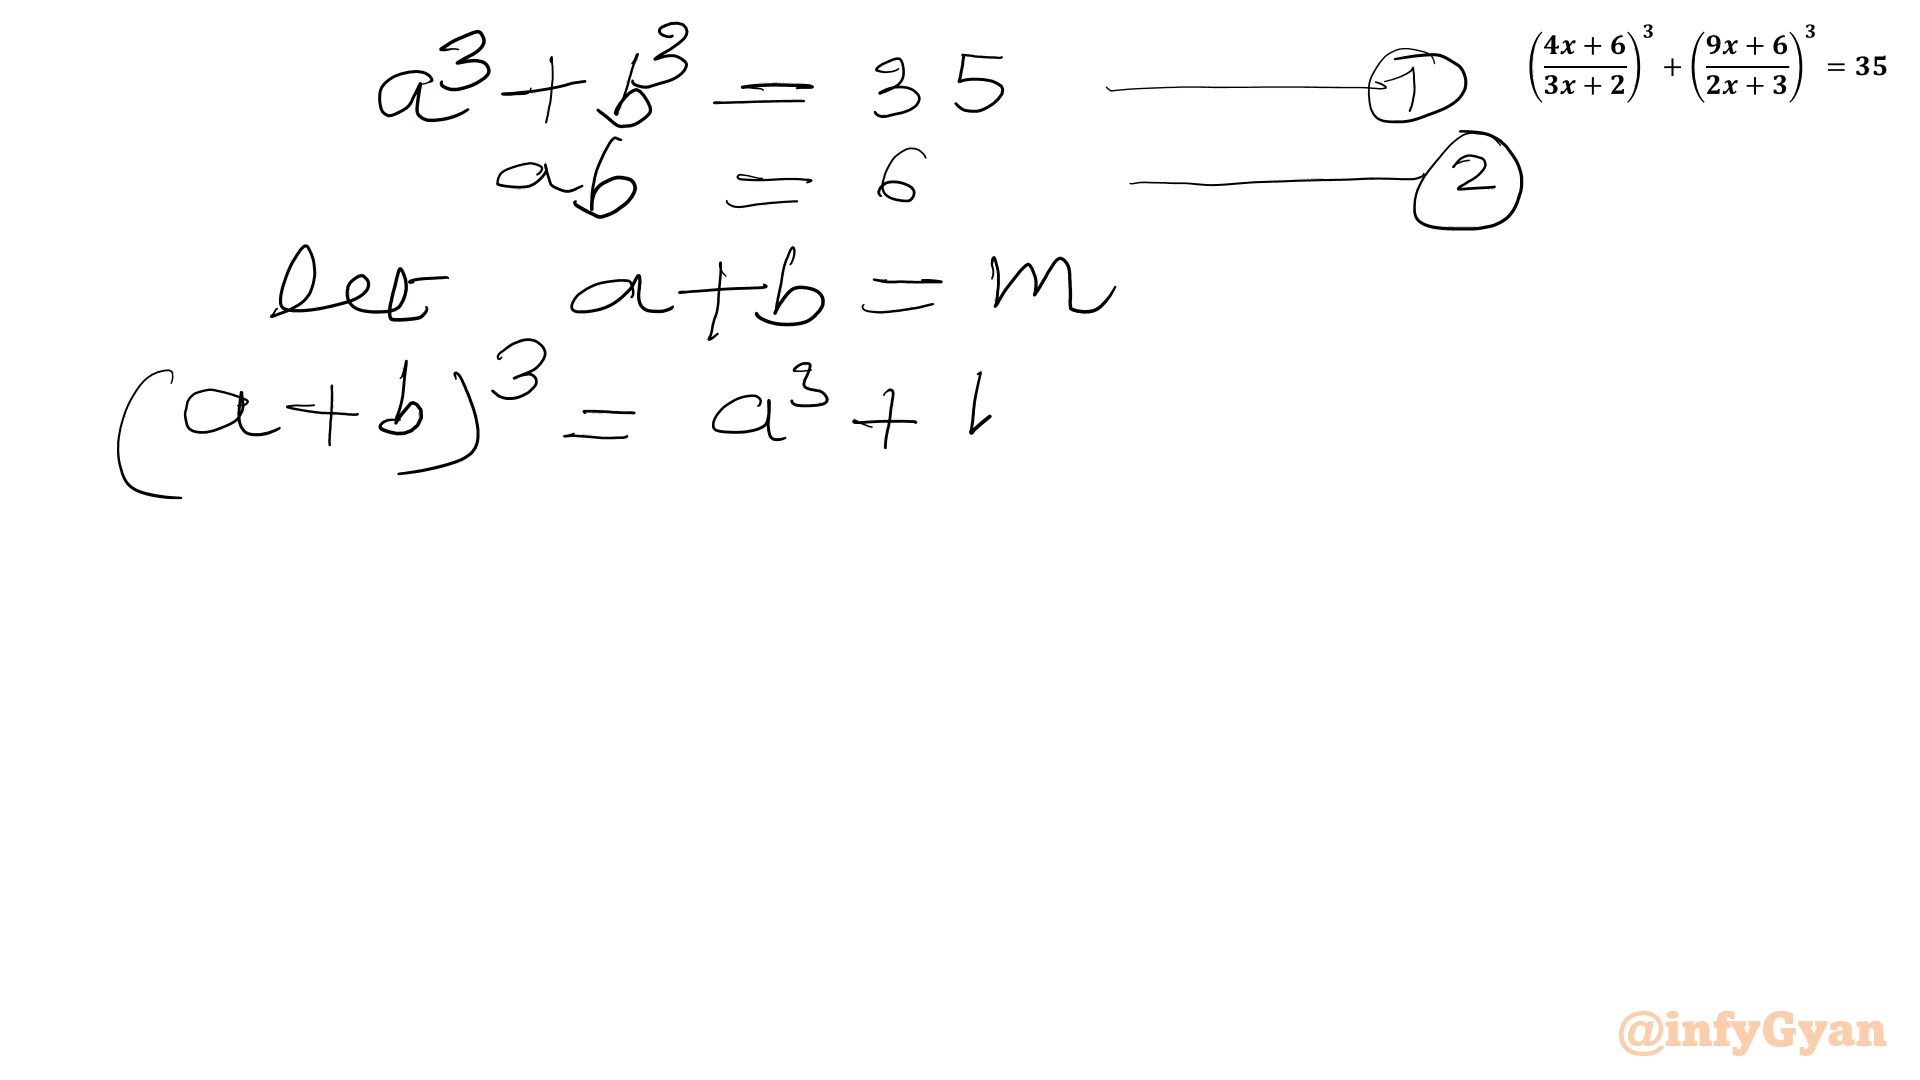 a³ + b³ = 35 ——— 1
(4x + 6 / 3x + 2)³ + (9x + 6 / 2x + 3)³ = 35
ab = 6 ——— 2
let a + b = m
(a + b)³ = a³ +
@infyGyan